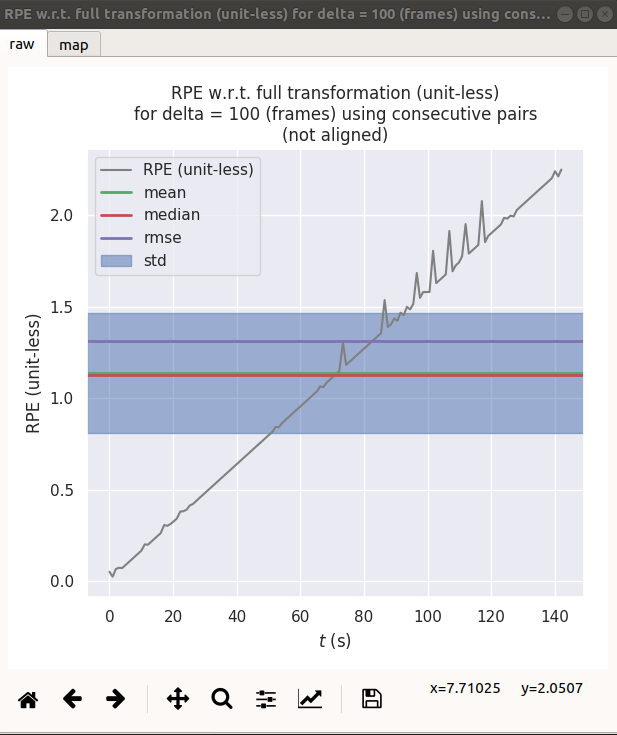 RPE w.r.t. full transformation (unit-less) for delta = 100 (frames) using cons...
raw map
RPE w.r.t. full transformation (unit-less)
for delta = 100 (frames) using consecutive pairs
(not aligned)
RPE (unit-less)
mean
median
rmse
std
RPE (unit-less)
2.0
1.5
1.0
0.5
0.0
0 20 40 60 80 100 120 140
t (s)
x=7.71025 y=2.0507